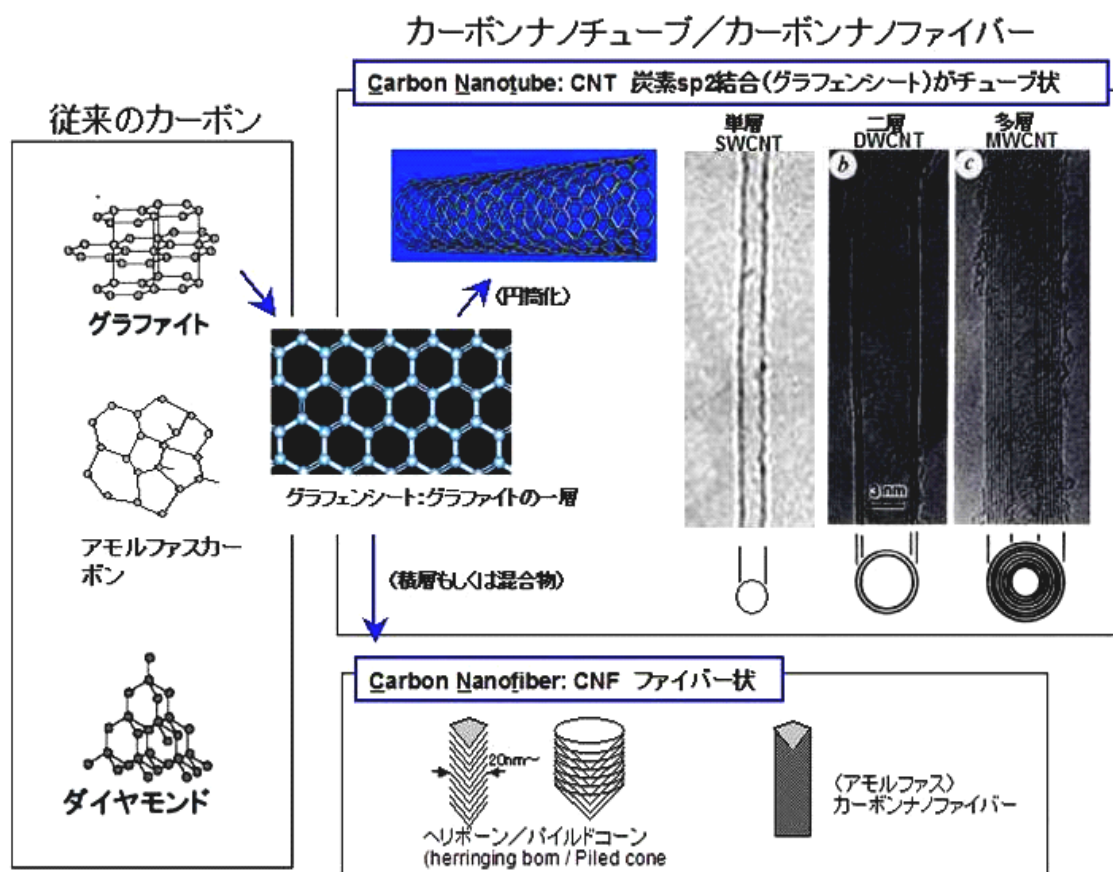 カーボンナノチューブ／カーボンナノファイバー
Carbon Nanotube: CNT 炭素sp2結合(グラフェンシート)がチューブ状
従来のカーボン
単層
SWCNT
二層
DWCNT
多層
MWCNT
b
c
グラファイト
(円筒化)
グラフェンシート:グラファイトの一層
3 nm
アモルファスカー
ボン
(積層もしくは混合物)
Carbon Nanofiber: CNF ファイバー状
20nm～
ダイヤモンド
(アモルファス)
カーボンナノファイバー
ヘリボーン／パイルドコーン
(herringing bom / Piled cone